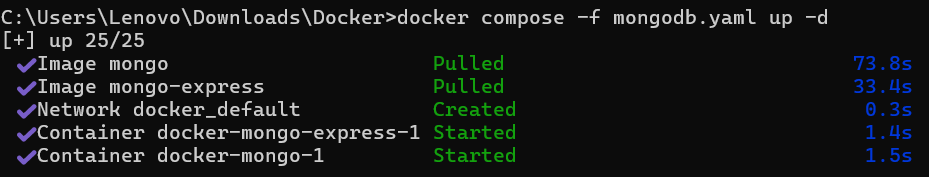 C:\Users\Lenovo\Downloads\Docker>docker compose -f mongodb.yaml up -d
[+] up 25/25
✔Image mongo Pulled 73.8s
✔Image mongo-express Pulled 33.4s
✔Network docker_default Created 0.3s
✔Container docker-mongo-express-1 Started 1.4s
✔Container docker-mongo-1 Started 1.5s